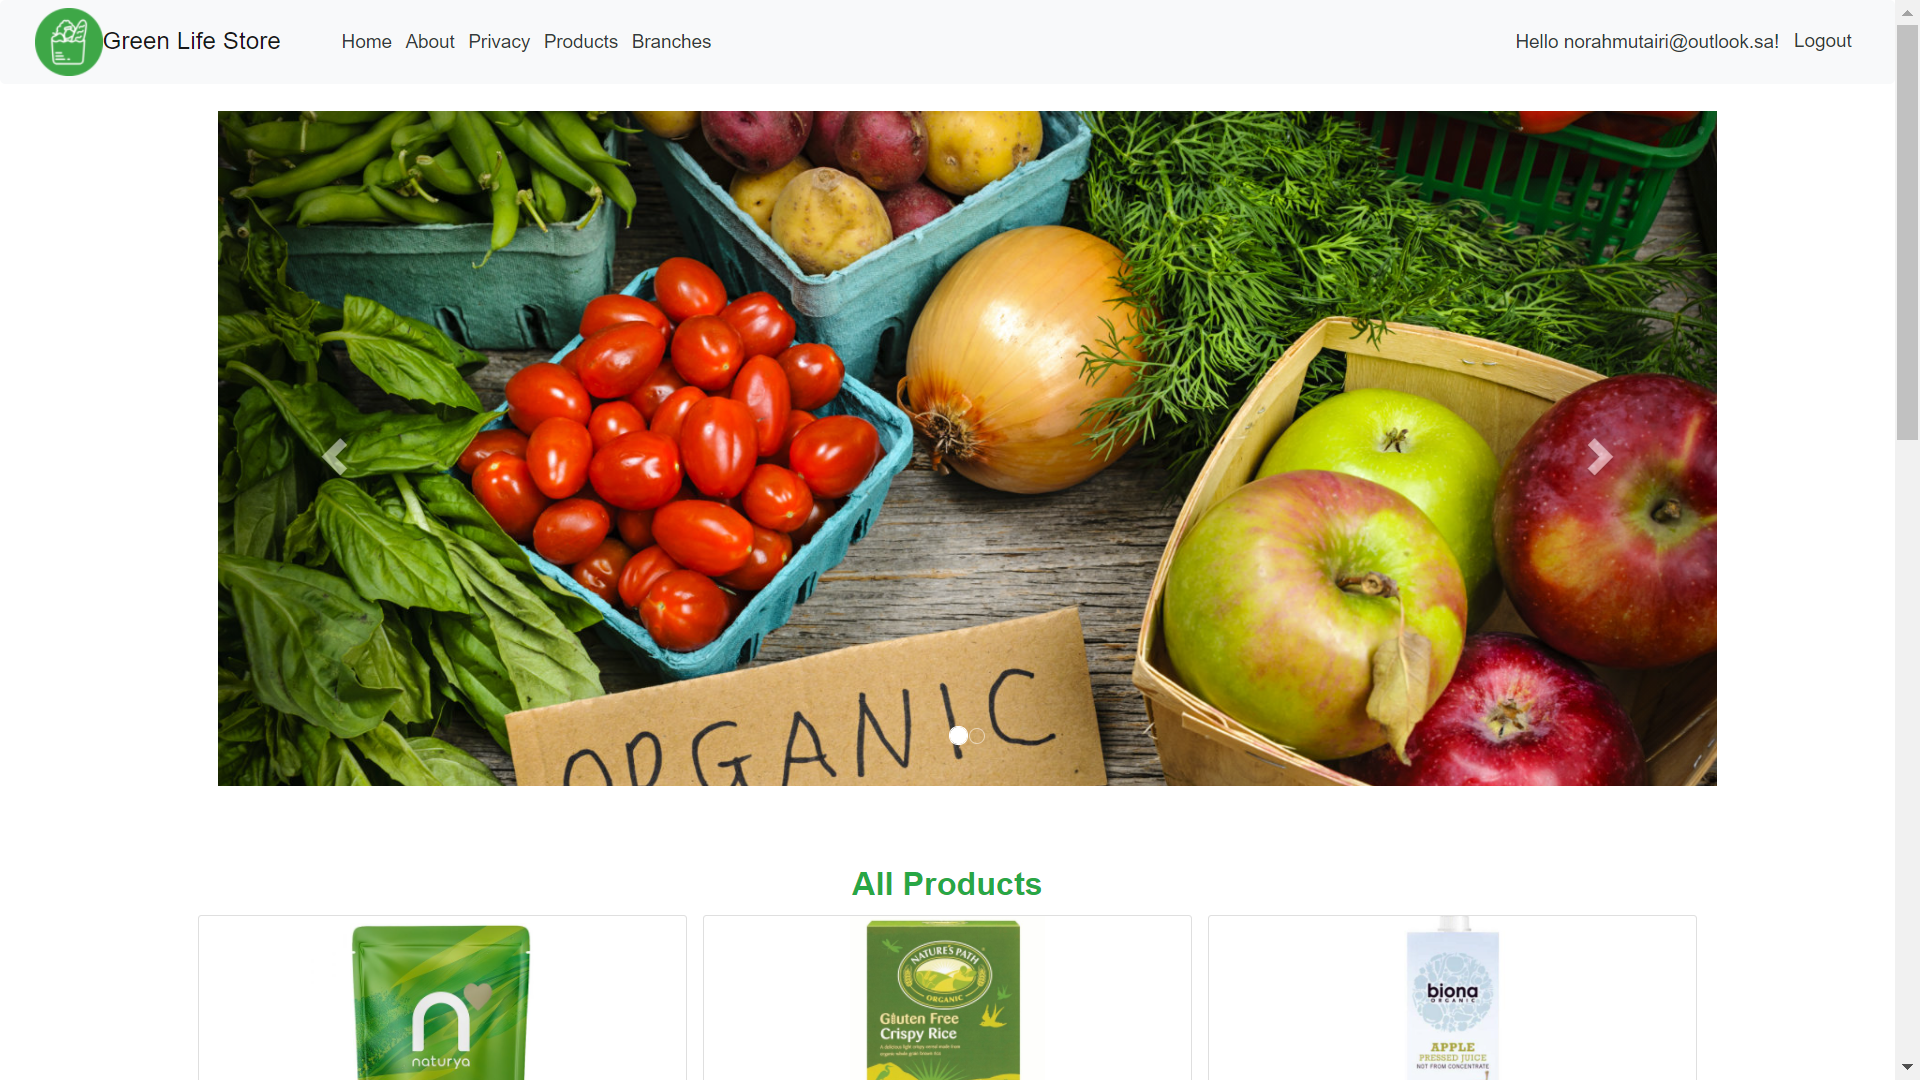 Green Life Store
Home About Privacy Products Branches
Hello norahmutairi@outlook.sa! Logout
ORGANIC
All Products
naturya
NATURE'S PATH
ORGANIC
Gluten Free
Crispy Rice
biona
ORGANIC
APPLE
PRESSED JUICE
NOT FROM CONCENTRATE